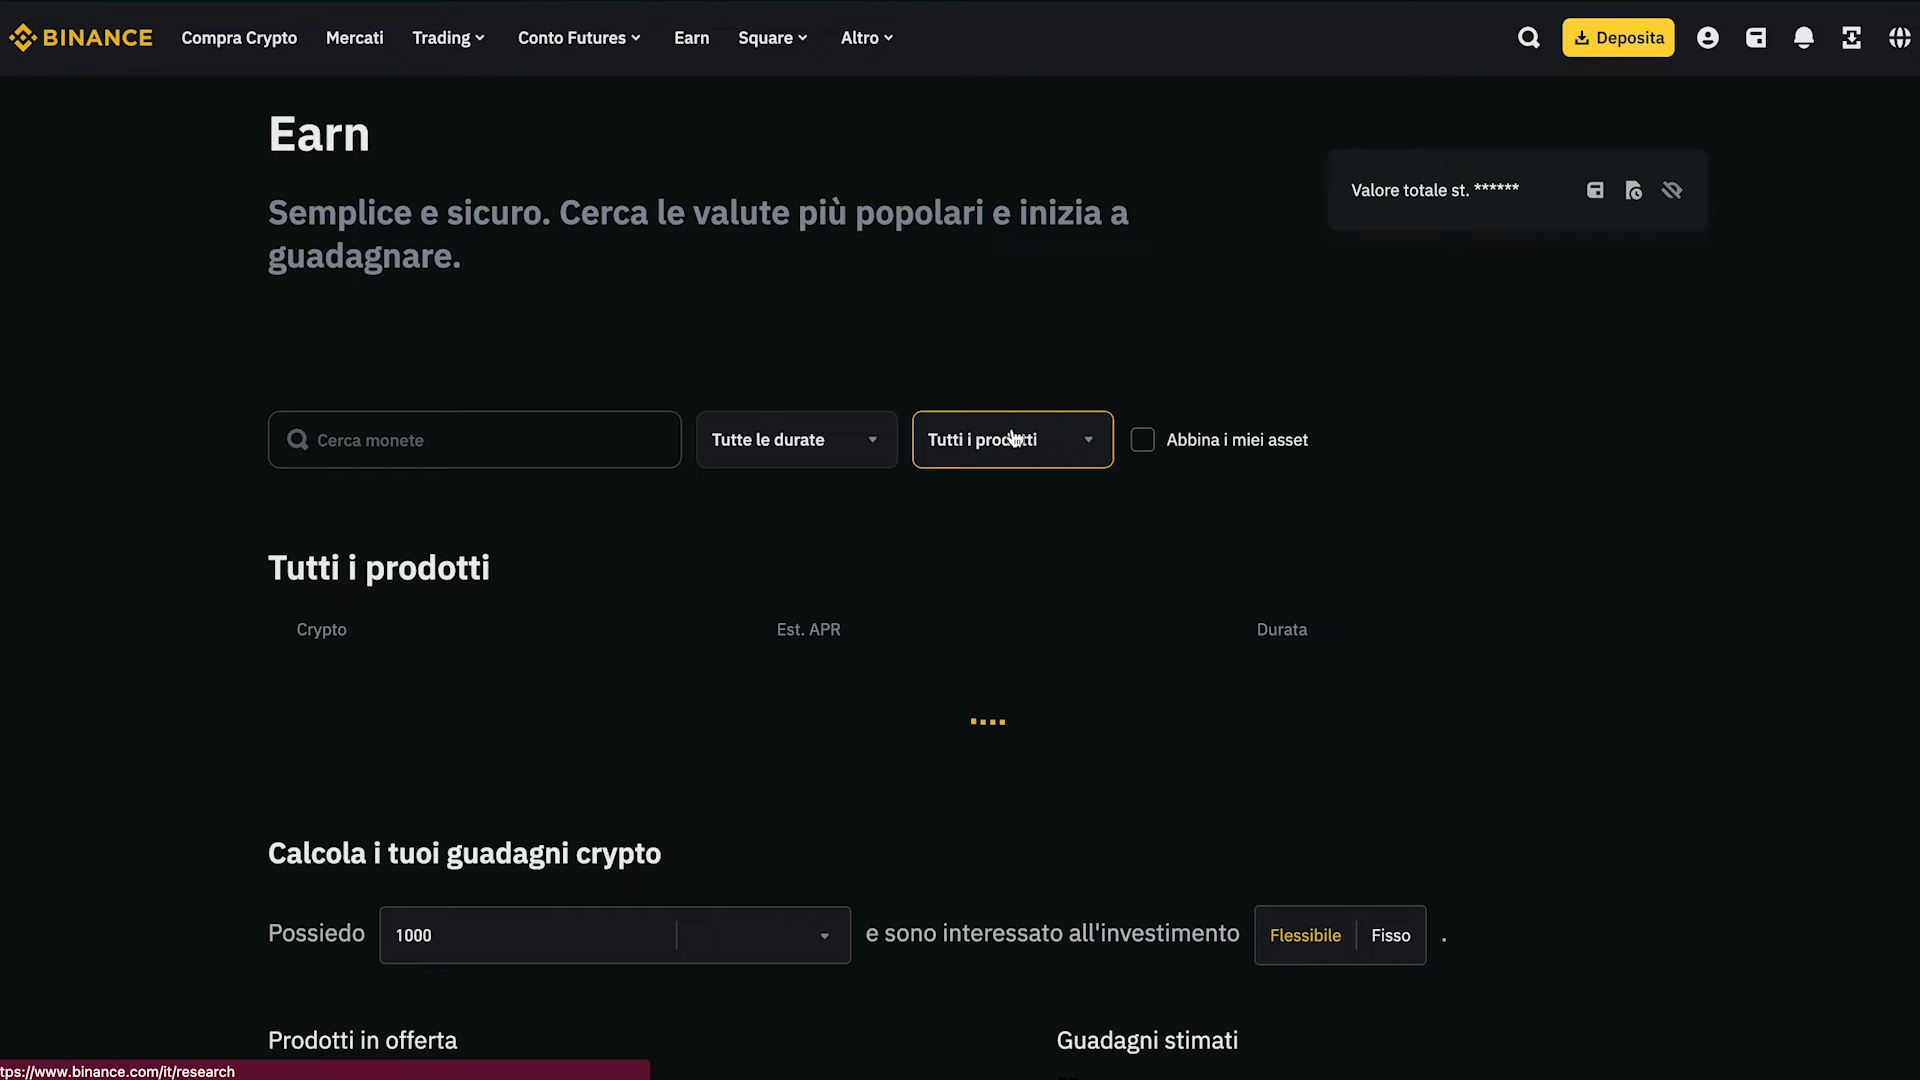 BINANCE Compra Crypto Mercati Trading Conto Futures Earn Square Altro Deposita
Earn
Semplice e sicuro. Cerca le valute più popolari e inizia a
guadagnare.
Valore totale st. ******
Cerca monete Tutte le durate Tutti i prodotti Abbina i miei asset
Tutti i prodotti
Crypto Est. APR Durata
Calcola i tuoi guadagni crypto
Possiedo 1000 e sono interessato all'investimento Flessibile Fisso .
Prodotti in offerta Guadagni stimati
tps://www.binance.com/it/research